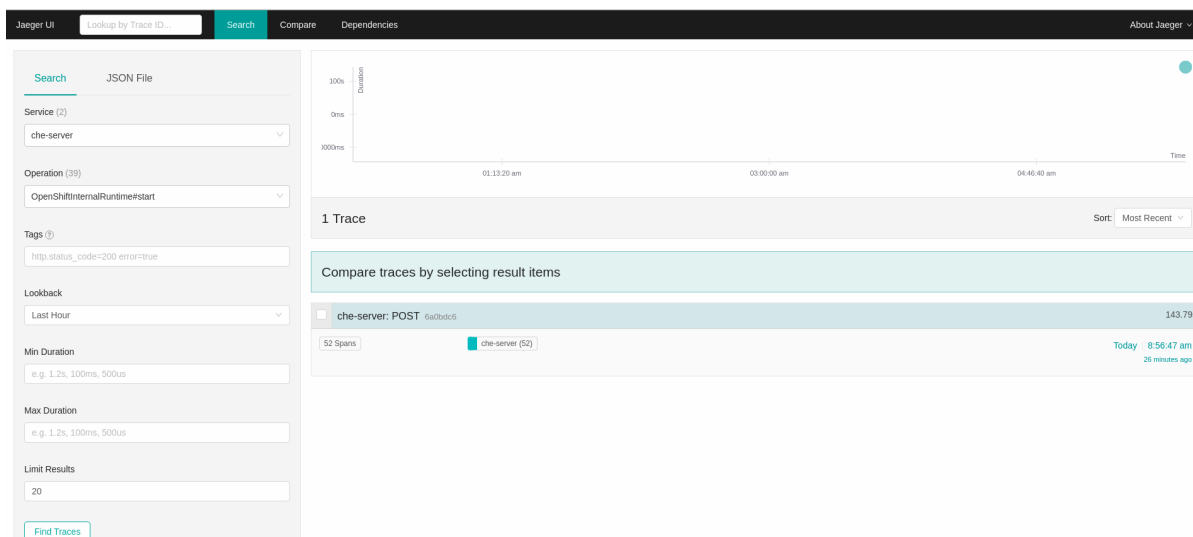 Jaeger UI
Lookup by Trace ID...
Search
Compare
Dependencies
About Jaeger
Search
JSON File
Service (2)
che-server
Operation (39)
OpenShiftInternalRuntime#start
Tags
http.status_code=200 error=true
Lookback
Last Hour
Min Duration
e.g. 1.2s, 100ms, 500us
Max Duration
e.g. 1.2s, 100ms, 500us
Limit Results
20
Find Traces
Duration
100s
0ms
0000ms
Time
01:13:20 am
03:00:00 am
04:46:40 am
1 Trace
Sort: Most Recent
Compare traces by selecting result items
che-server: POST 6a0bdc6
143.79
52 Spans
che-server (52)
Today 8:56:47 am
26 minutes ago